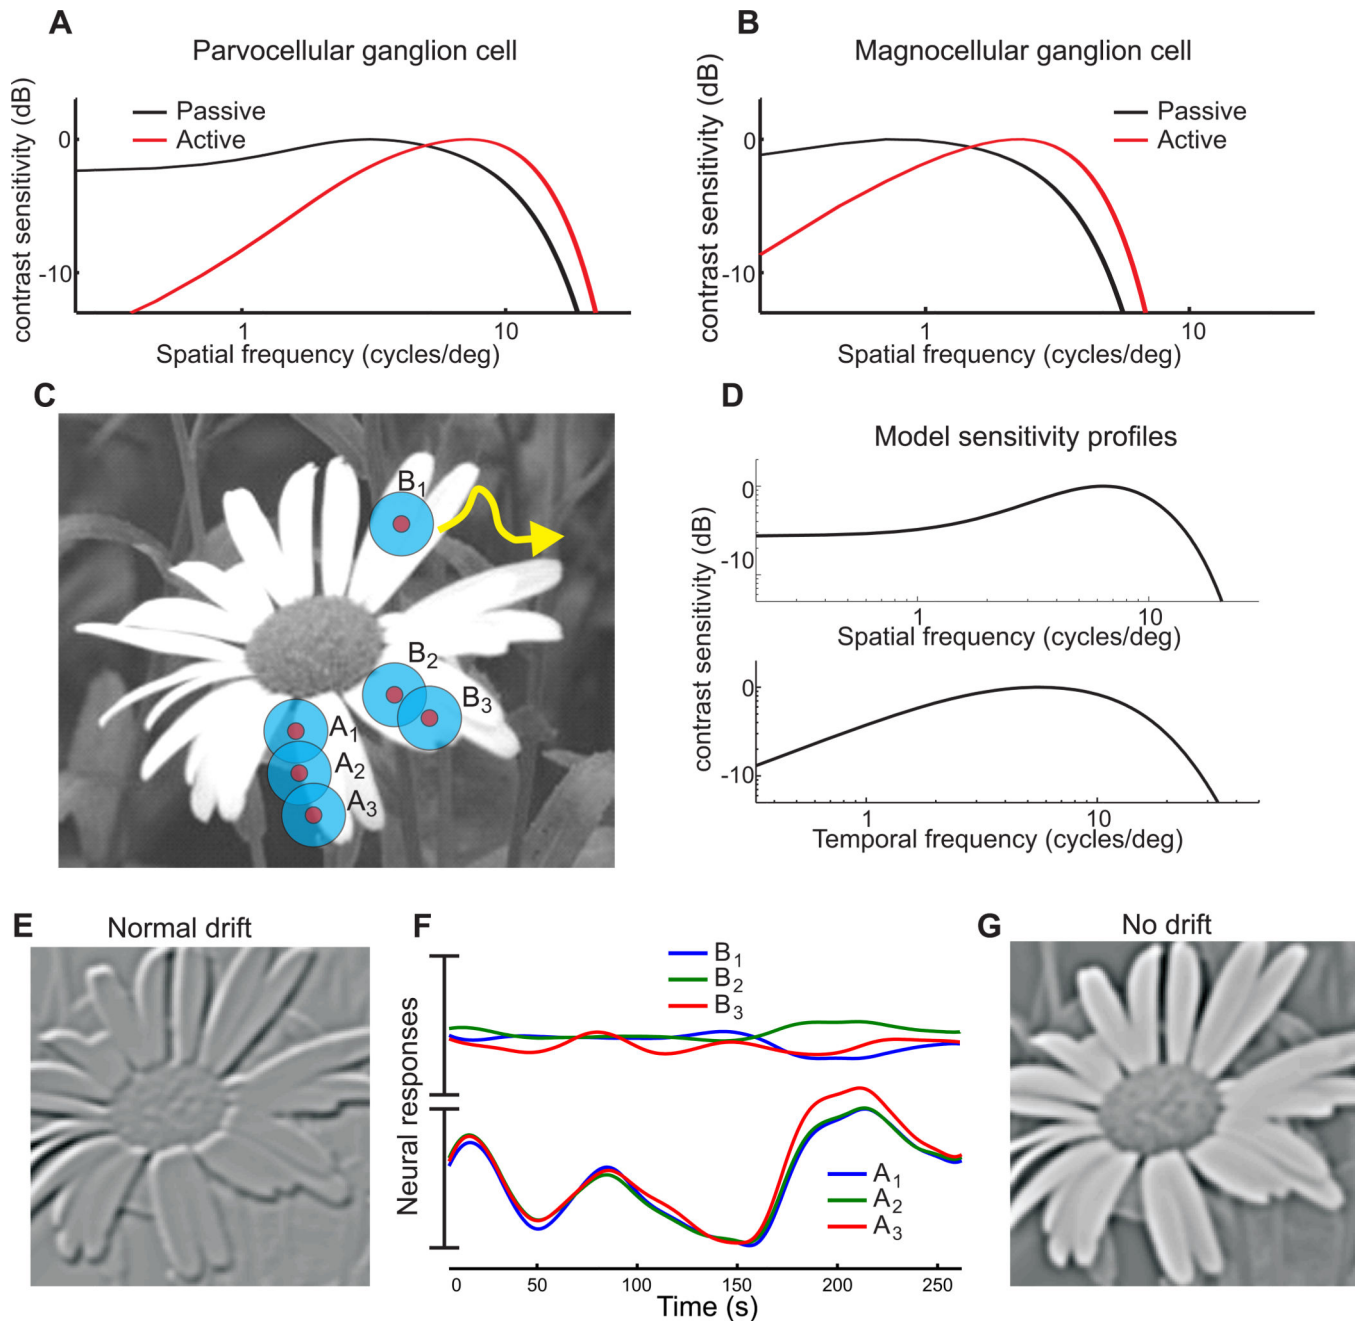 A
Parvocellular ganglion cell
contrast sensitivity (dB)
Passive
Active
0
-10
1
10
Spatial frequency (cycles/deg)
B
Magnocellular ganglion cell
contrast sensitivity (dB)
Passive
Active
0
-10
1
10
Spatial frequency (cycles/deg)
C
B1
B2
B3
A1
A2
A3
D
Model sensitivity profiles
contrast sensitivity (dB)
0
-10
1
10
Spatial frequency (cycles/deg)
0
-10
1
10
Temporal frequency (cycles/deg)
E
Normal drift
F
Neural responses
B1
B2
B3
A1
A2
A3
0 50 100 150 200 250
Time (s)
G
No drift